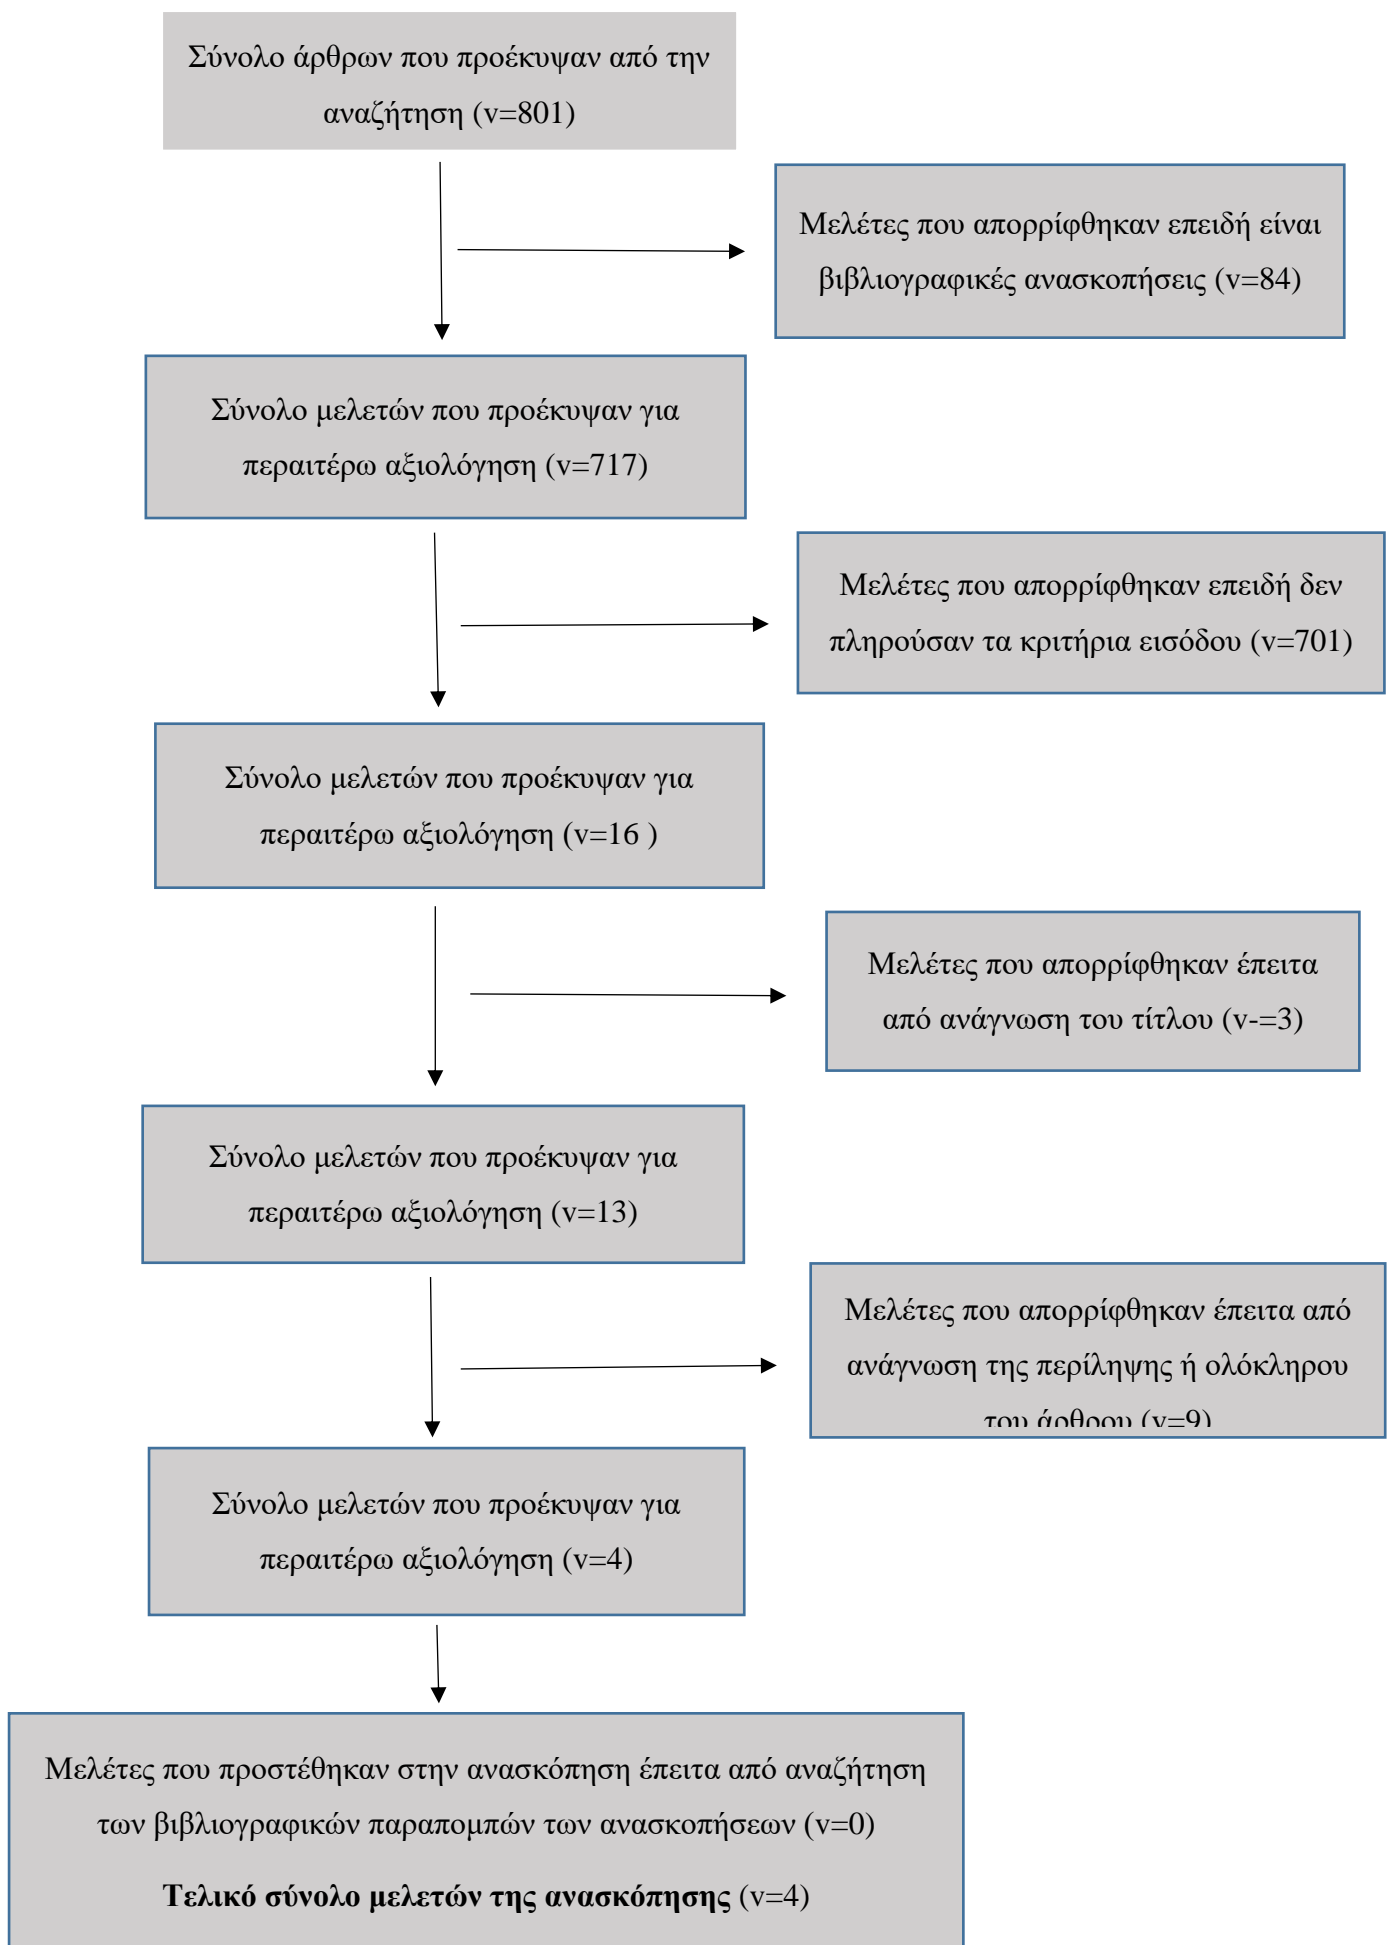 Σύνολο άρθρων που προέκυψαν από την
αναζήτηση (ν=801)
Μελέτες που απορρίφθηκαν επειδή είναι
βιβλιογραφικές ανασκοπήσεις (ν=84)
Σύνολο μελετών που προέκυψαν για
περαιτέρω αξιολόγηση (ν=717)
Μελέτες που απορρίφθηκαν επειδή δεν
πληρούσαν τα κριτήρια εισόδου (ν=701)
Σύνολο μελετών που προέκυψαν για
περαιτέρω αξιολόγηση (ν=16 )
Μελέτες που απορρίφθηκαν έπειτα
από ανάγνωση του τίτλου (ν-=3)
Σύνολο μελετών που προέκυψαν για
περαιτέρω αξιολόγηση (ν=13)
Μελέτες που απορρίφθηκαν έπειτα από
ανάγνωση της περίληψης ή ολόκληρου
του άρθρου (ν=9)
Σύνολο μελετών που προέκυψαν για
περαιτέρω αξιολόγηση (ν=4)
Μελέτες που προστέθηκαν στην ανασκόπηση έπειτα από αναζήτηση
των βιβλιογραφικών παραπομπών των ανασκοπήσεων (ν=0)
Τελικό σύνολο μελετών της ανασκόπησης (ν=4)